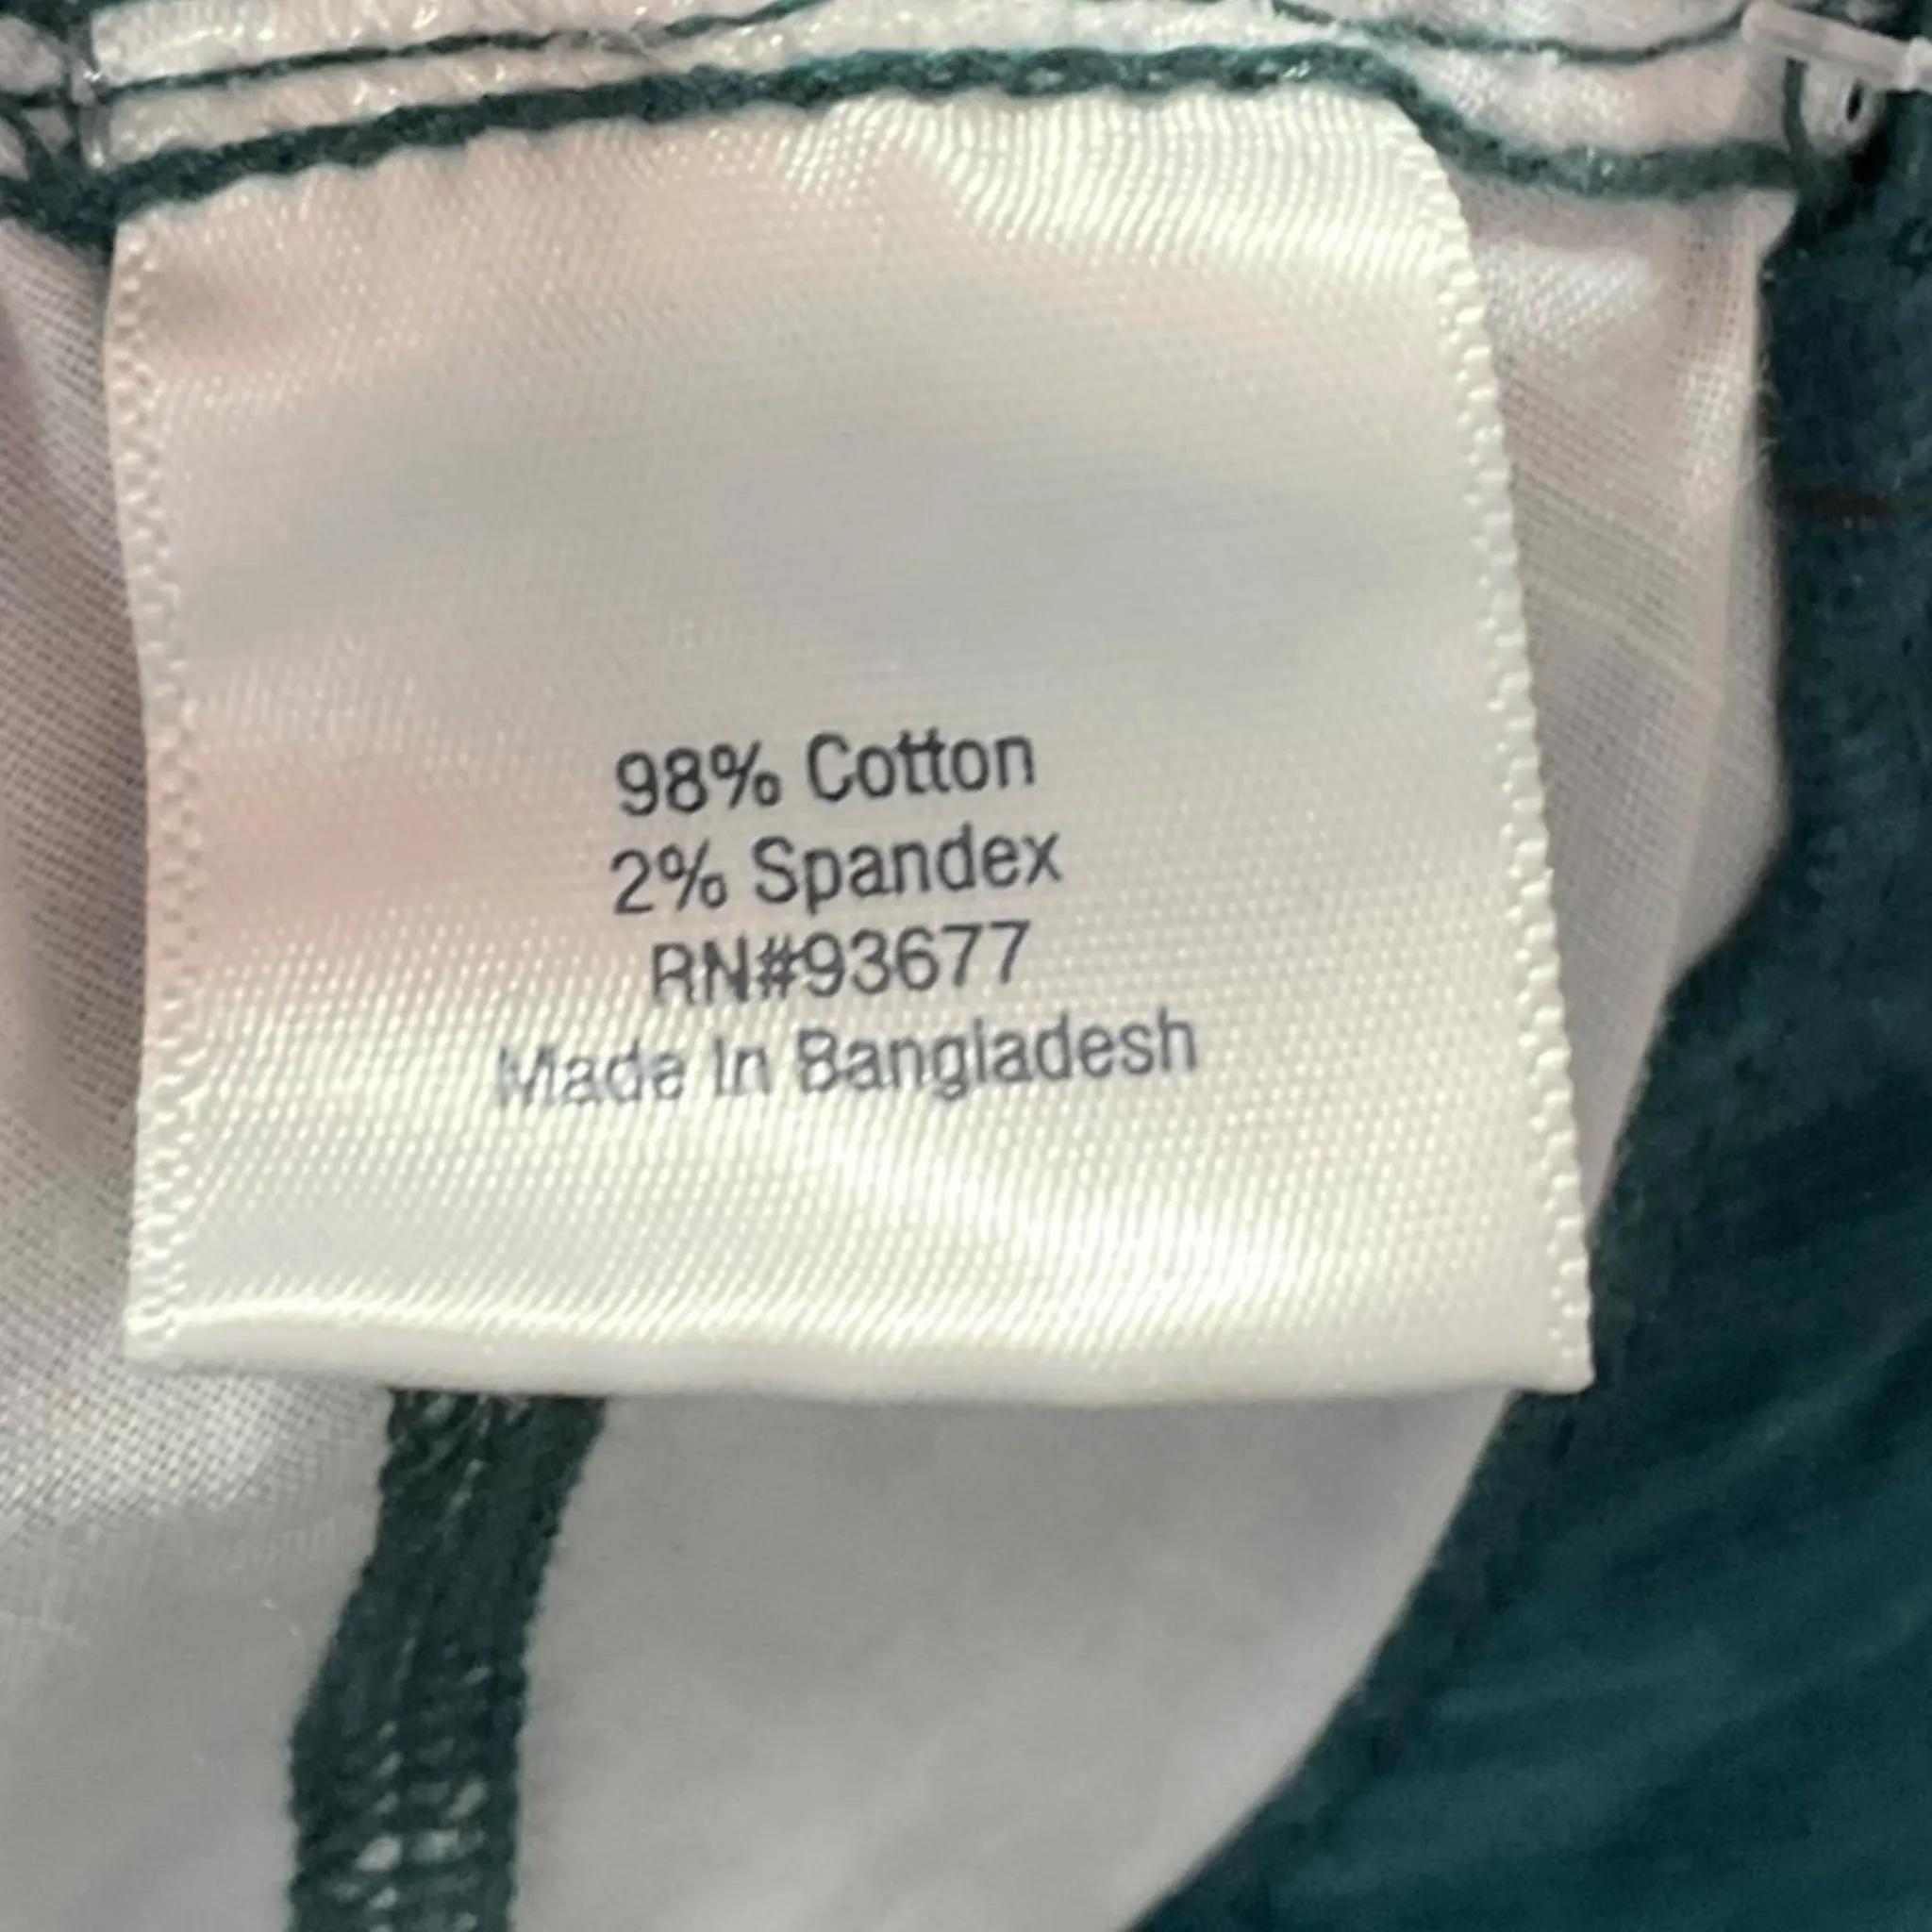 98% Cotton
2% Spandex
RN#93677
Made In Bangladesh